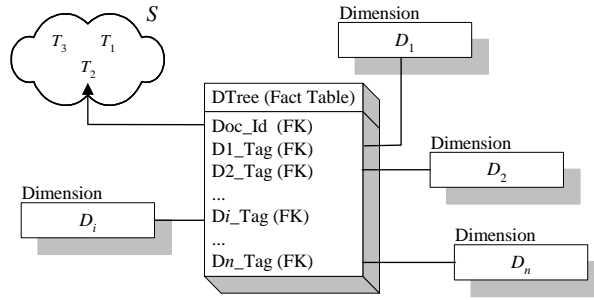 S
T3 T1
T2
Dimension
D1
DTree (Fact Table)
Doc_Id (FK)
D1_Tag (FK)
D2_Tag (FK)
...
Di_Tag (FK)
...
Dn_Tag (FK)
Dimension
D2
Dimension
Di
Dimension
Dn